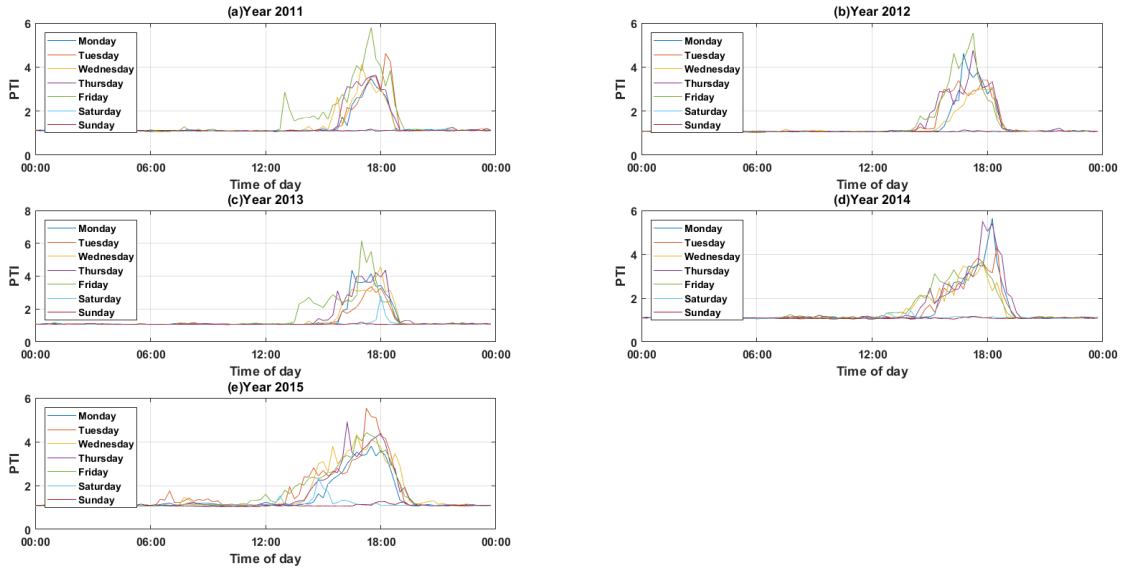 (a)Year 2011
6
4
2
0
PTI
Monday
Tuesday
Wednesday
Thursday
Friday
Saturday
Sunday
00:00 06:00 12:00 18:00 00:00
Time of day
(b)Year 2012
6
4
2
0
PTI
Monday
Tuesday
Wednesday
Thursday
Friday
Saturday
Sunday
00:00 06:00 12:00 18:00 00:00
Time of day
(c)Year 2013
8
6
4
2
0
PTI
Monday
Tuesday
Wednesday
Thursday
Friday
Saturday
Sunday
00:00 06:00 12:00 18:00 00:00
Time of day
(d)Year 2014
6
4
2
0
PTI
Monday
Tuesday
Wednesday
Thursday
Friday
Saturday
Sunday
00:00 06:00 12:00 18:00 00:00
Time of day
(e)Year 2015
6
4
2
0
PTI
Monday
Tuesday
Wednesday
Thursday
Friday
Saturday
Sunday
00:00 06:00 12:00 18:00 00:00
Time of day